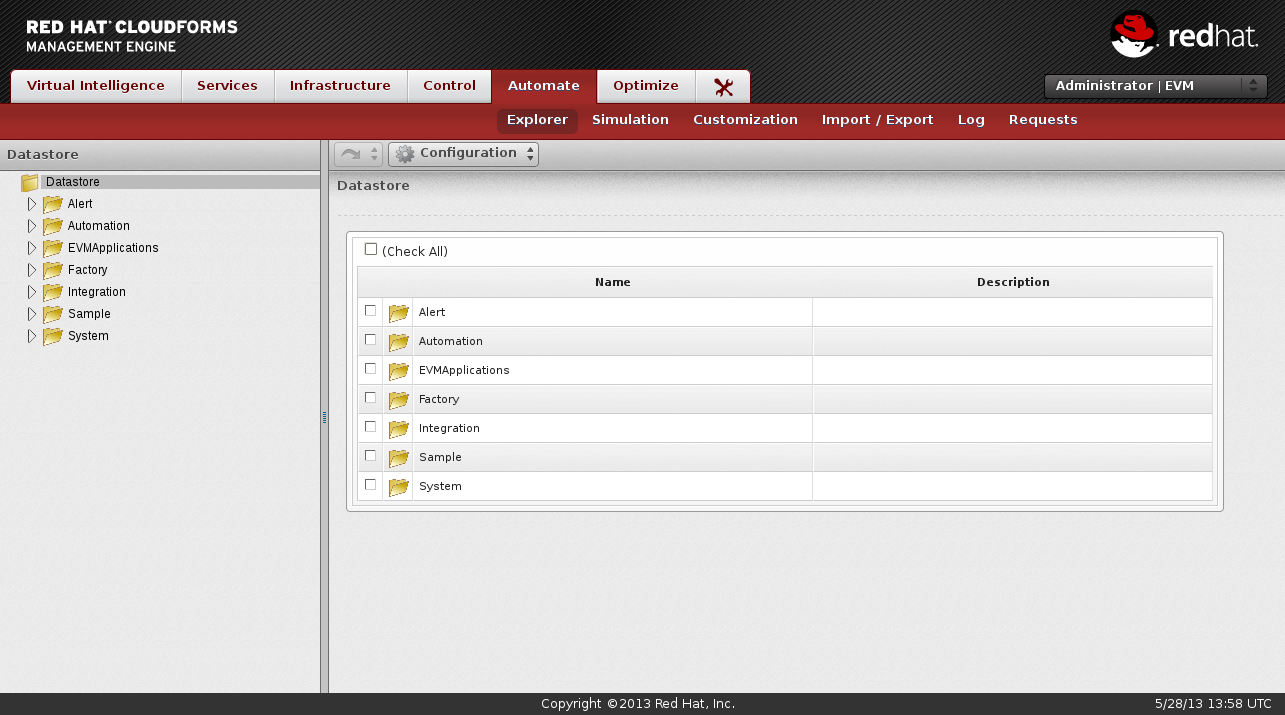 RED HAT® CLOUDFORMS
MANAGEMENT ENGINE
redhat.
Virtual Intelligence Services Infrastructure Control Automate Optimize
Administrator | EVM
Explorer Simulation Customization Import / Export Log Requests
Datastore
Configuration
Datastore
Alert
Automation
EVMApplications
Factory
Integration
Sample
System
Datastore
(Check All)
Name Description
Alert
Automation
EVMApplications
Factory
Integration
Sample
System
Copyright ©2013 Red Hat, Inc.
5/28/13 13:58 UTC